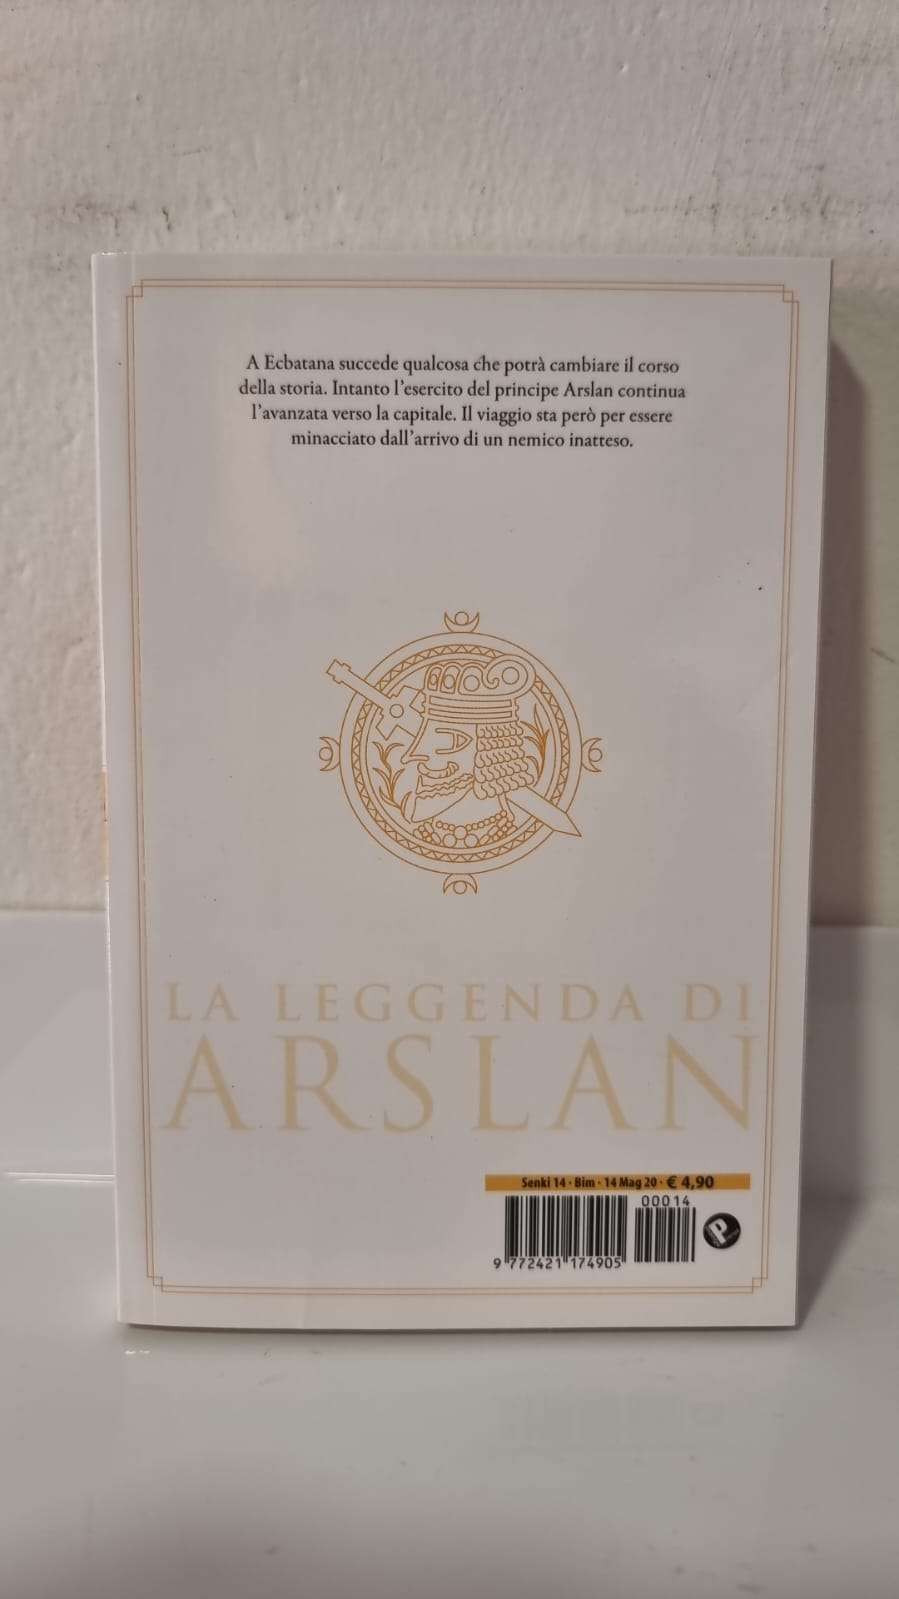 A Ecbatana succede qualcosa che potrà cambiare il corso
della storia. Intanto l'esercito del principe Arslan continua
l'avanzata verso la capitale. Il viaggio sta però per essere
minacciato dall'arrivo di un nemico inatteso.
LA LEGGENDA DI
ARSLAN
Senki 14 · Bim · 14 Mag 20 · € 4,90
00014
9 772421 174905
P